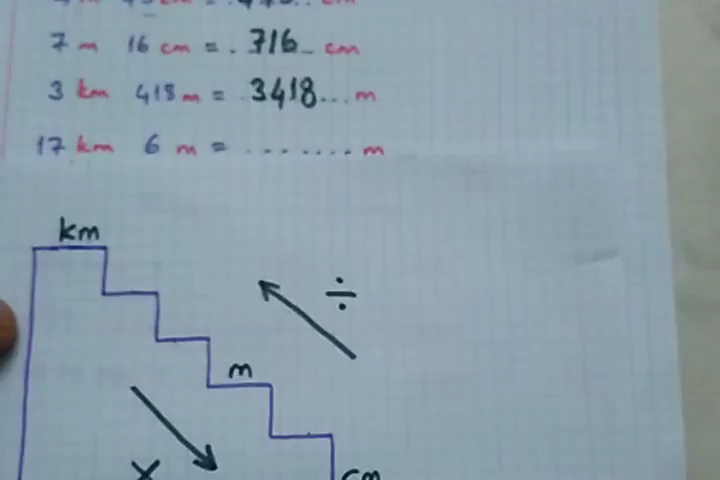 7 m 16 cm = . 716 cm
3 km 418 m = 3418... m
17 km 6 m = ........ m
km
÷
m
x
cm